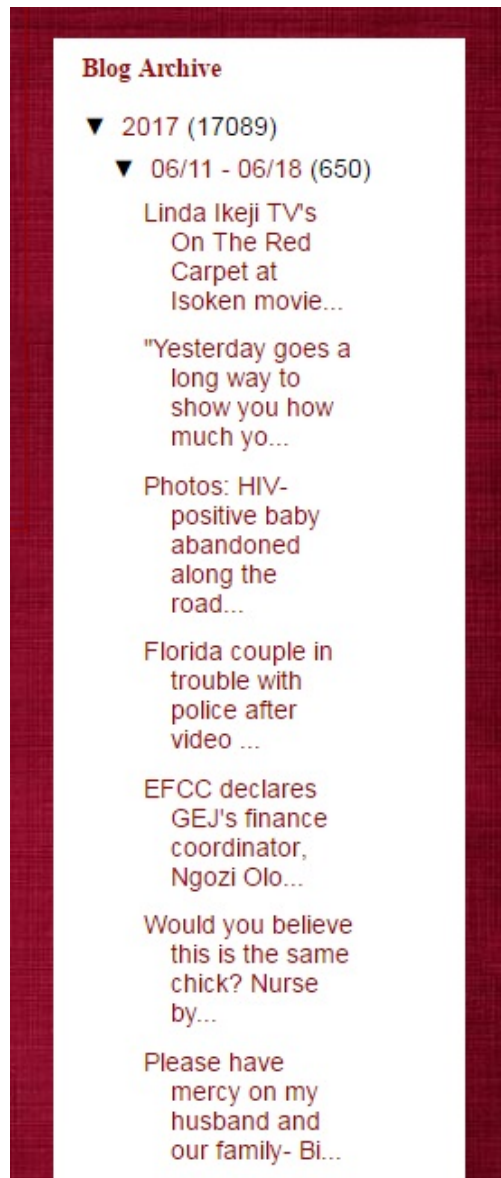 Blog Archive
▼ 2017 (17089)
▼ 06/11 - 06/18 (650)
Linda Ikeji TV's
On The Red
Carpet at
Isoken movie...
"Yesterday goes a
long way to
show you how
much yo...
Photos: HIV-
positive baby
abandoned
along the
road...
Florida couple in
trouble with
police after
video ...
EFCC declares
GEJ's finance
coordinator,
Ngozi Olo...
Would you believe
this is the same
chick? Nurse
by...
Please have
mercy on my
husband and
our family- Bi...